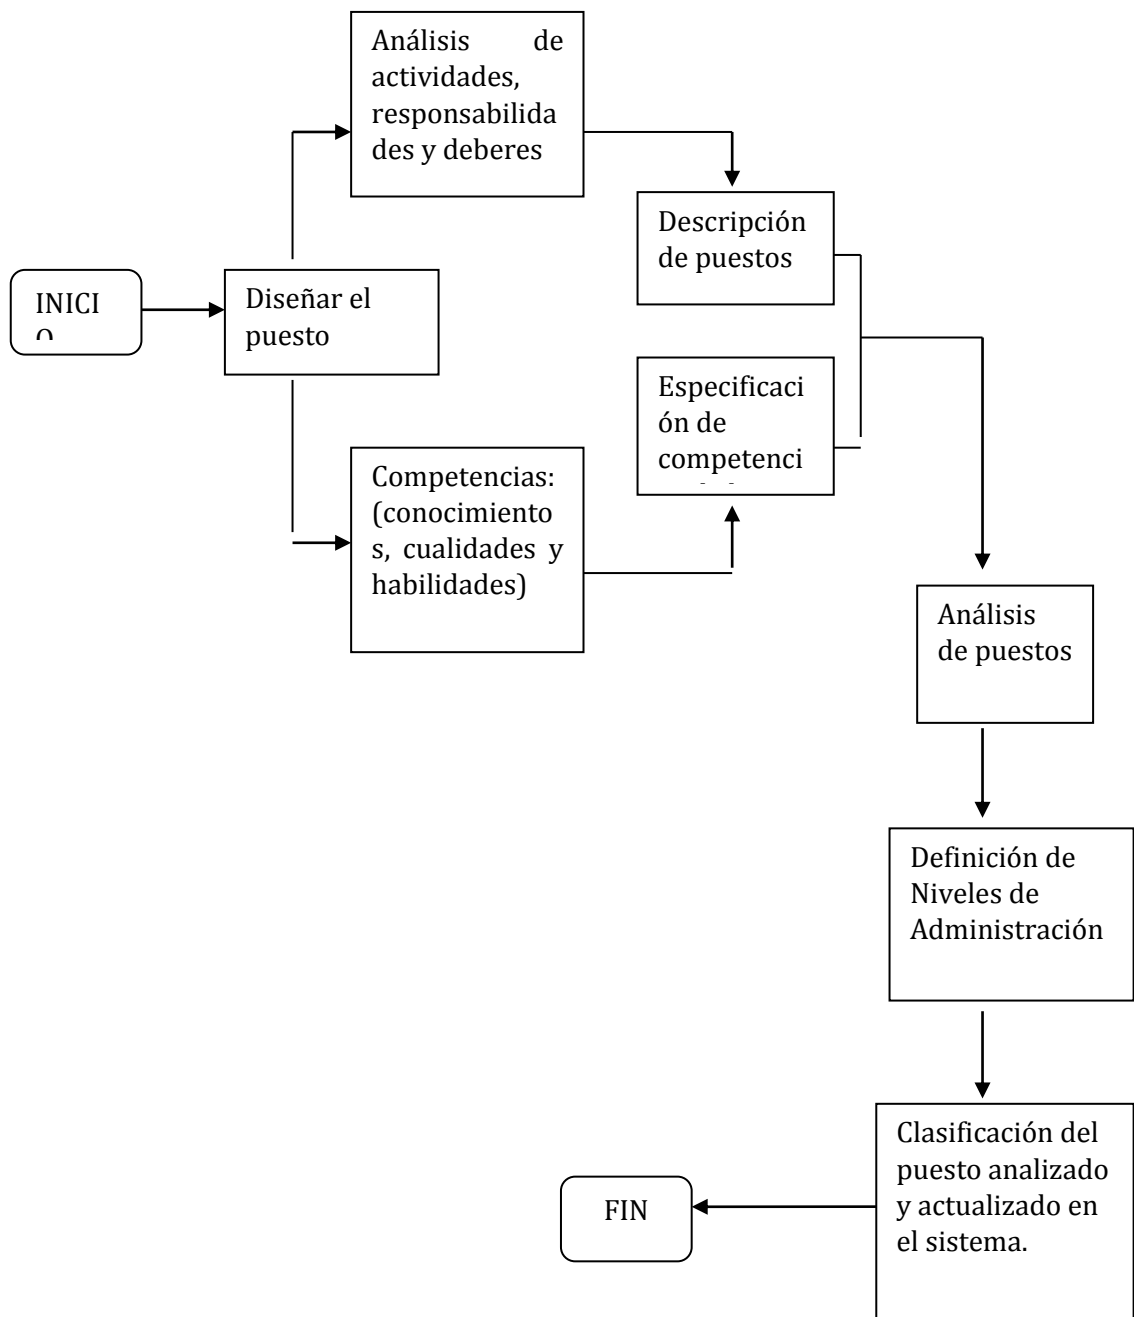 Análisis de
actividades,
responsabilida
des y deberes
Descripción
de puestos
INICI
O
Diseñar el
puesto
Especificaci
ón de
competenci
Competencias:
(conocimiento
s, cualidades y
habilidades)
Análisis
de puestos
Definición de
Niveles de
Administración
Clasificación del
puesto analizado
y actualizado en
el sistema.
FIN